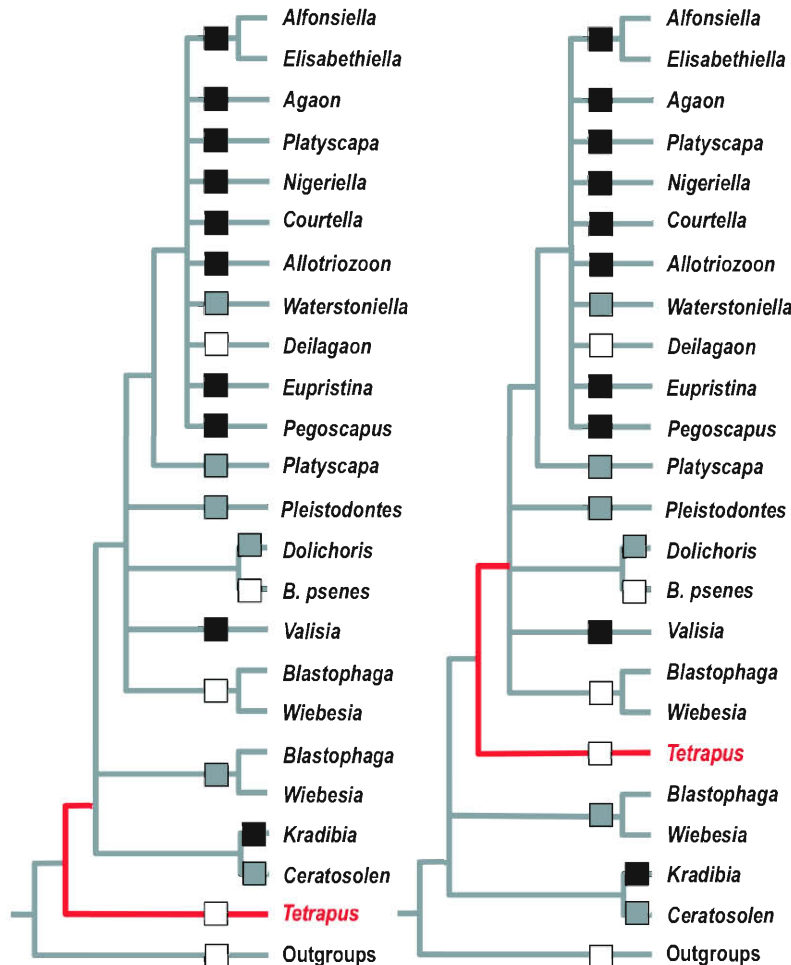 Alfonsiella
Elisabethiella
Agaon
Platyscapa
Nigeriella
Courtella
Allotriozoon
Waterstoniella
Deilagaon
Eupristina
Pegoscapus
Platyscapa
Pleistodontes
Dolichoris
B. psenes
Valisia
Blastophaga
Wiebesia
Blastophaga
Wiebesia
Kradibia
Ceratosolen
Tetrapus
Outgroups
Alfonsiella
Elisabethiella
Agaon
Platyscapa
Nigeriella
Courtella
Allotriozoon
Waterstoniella
Deilagaon
Eupristina
Pegoscapus
Platyscapa
Pleistodontes
Dolichoris
B. psenes
Valisia
Blastophaga
Wiebesia
Tetrapus
Blastophaga
Wiebesia
Kradibia
Ceratosolen
Outgroups